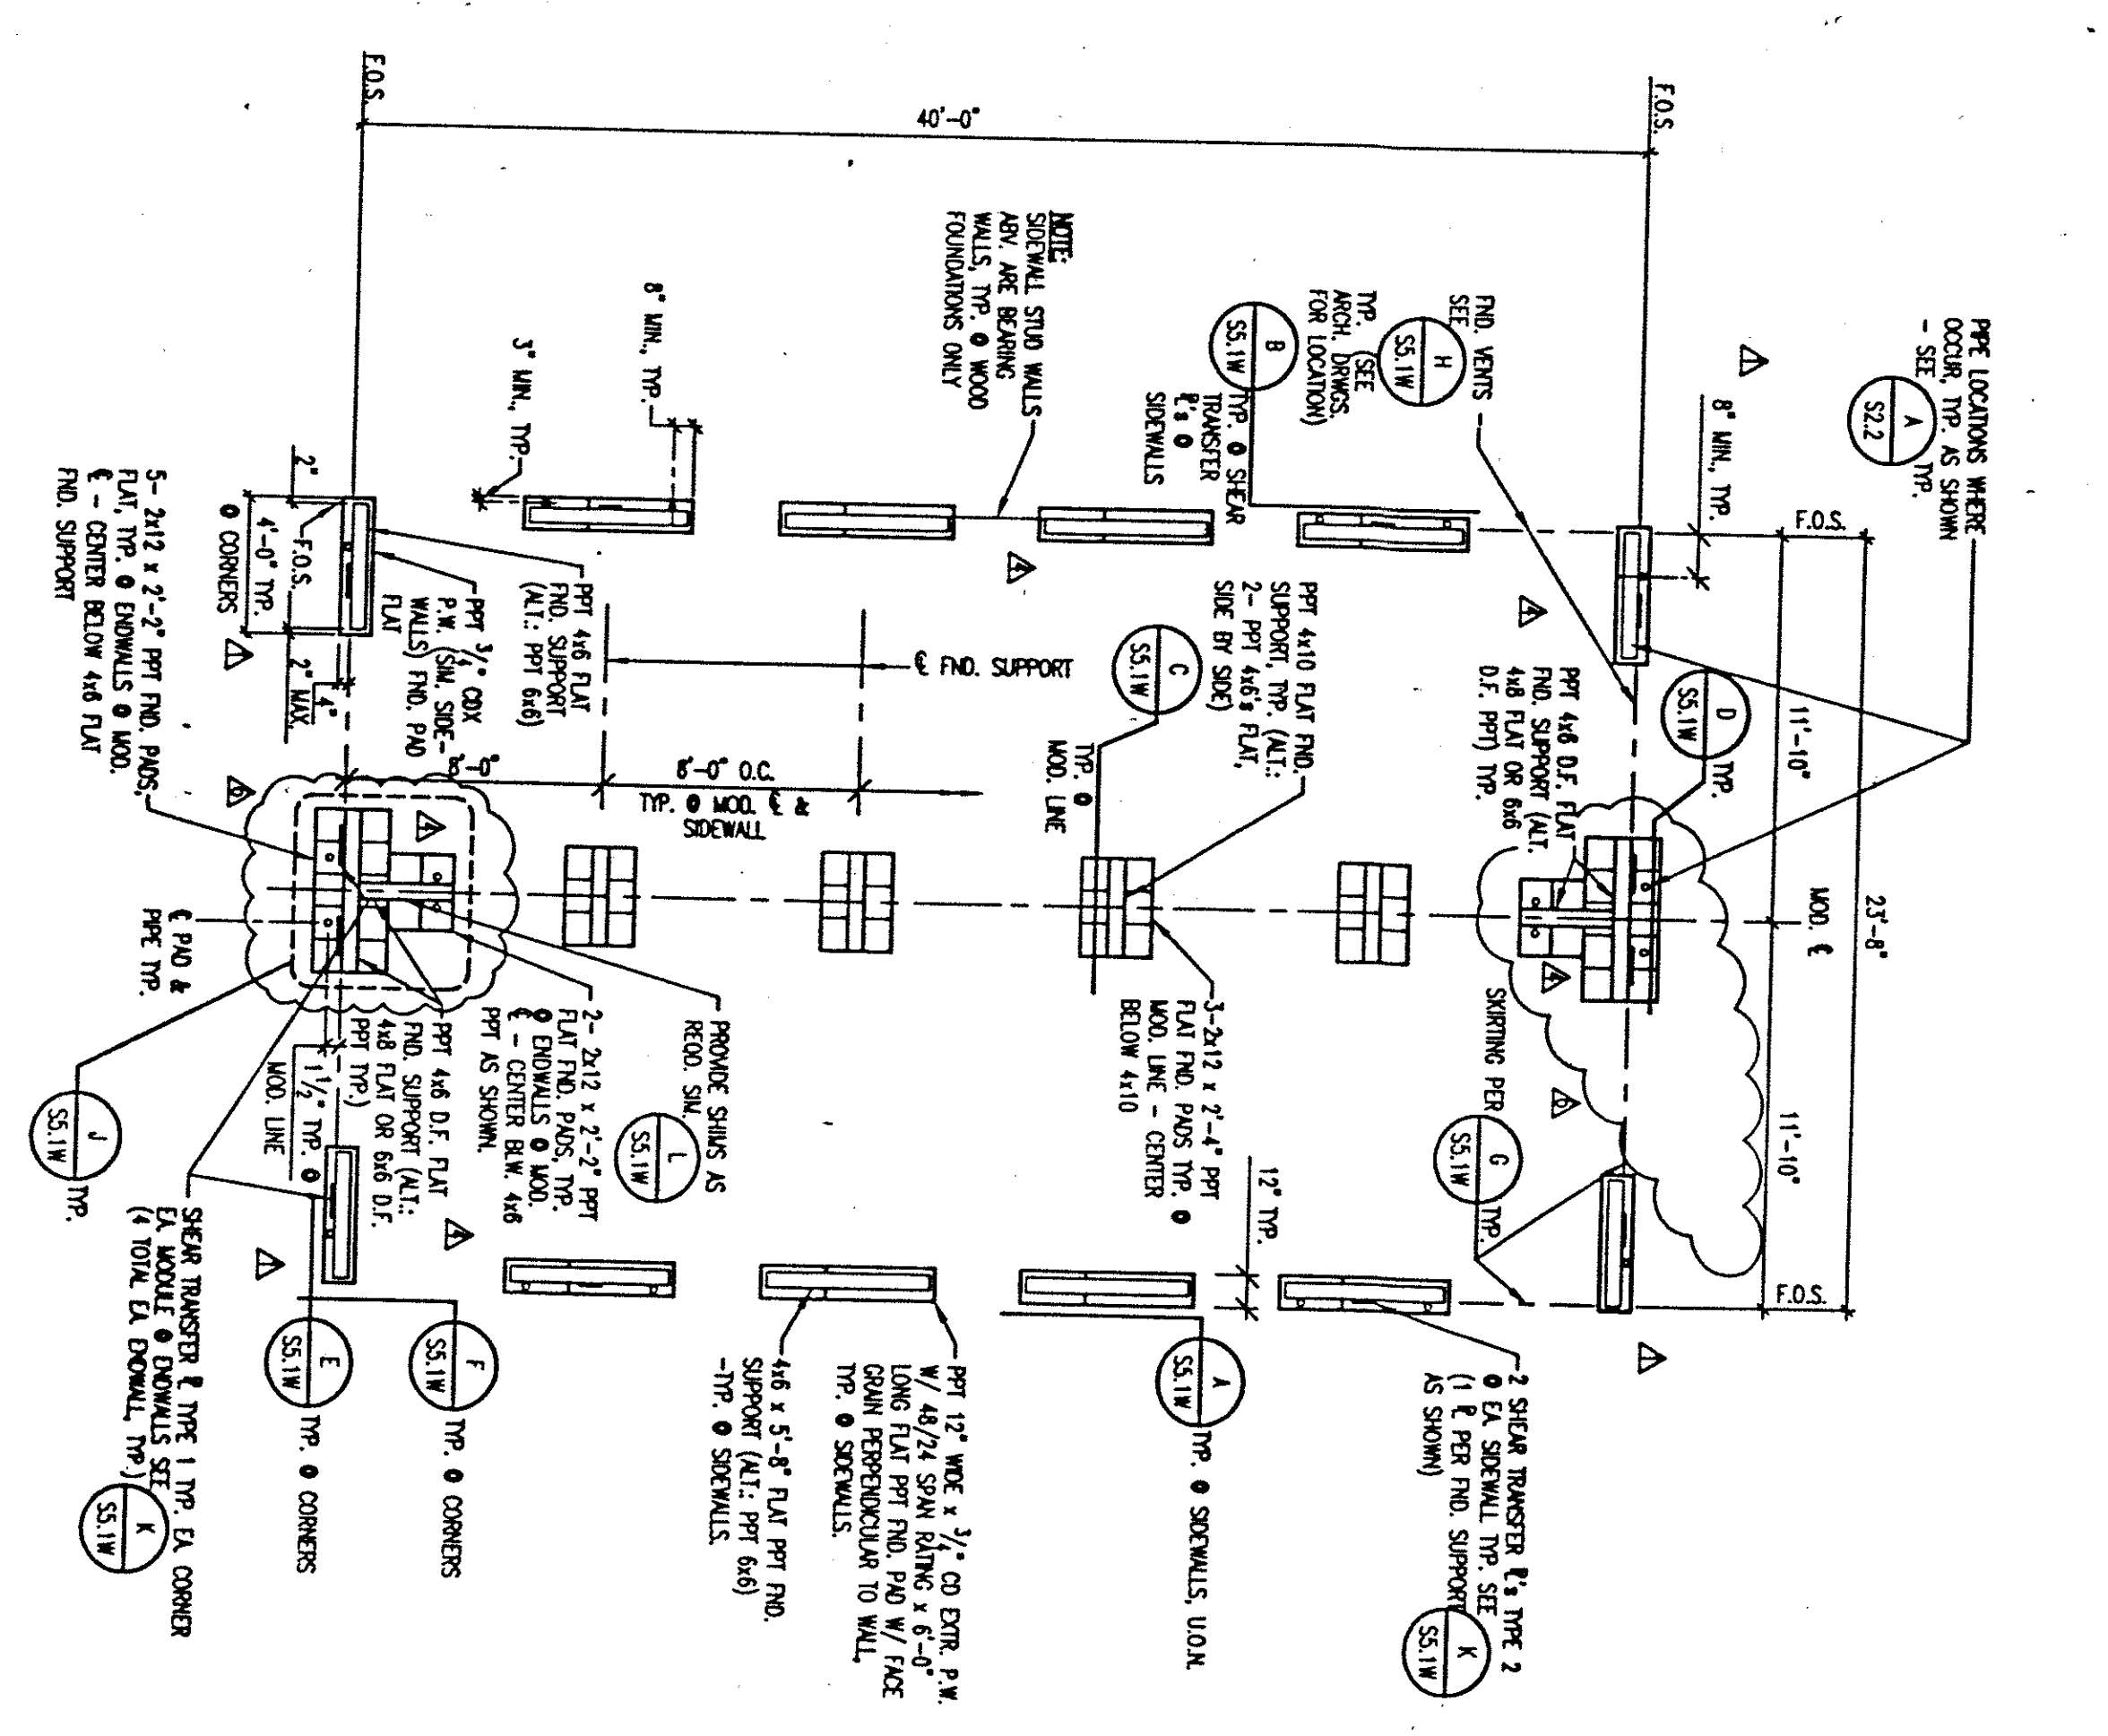 PIPE LOCATIONS WHERE
OCCUR, TYP. AS SHOWN
- SEE
A
S2.2
TYP.
F.O.S.
23'-8"
11'-10"
MOD. ℄
11'-10"
F.O.S.
8" MIN., TYP.
1
F.O.S.
40'-0"
F.O.S.
FND. VENTS
SEE
H
S5.1W
TYP. (SEE
ARCH. DRWGS.
FOR LOCATION)
B
S5.1W
TYP. @ SHEAR
TRANSFER
℄'s @
SIDEWALLS
NOTE:
SIDEWALL STUD WALLS
ABV. ARE BEARING
WALLS, TYP. @ WOOD
FOUNDATIONS ONLY
4
4
D
S5.1W
TYP.
PPT 4x6 D.F. FLAT
FND. SUPPORT (ALT.
4x8 FLAT OR 6x6
D.F. PPT) TYP.
4
6
SKIRTING PER
G
S5.1W
TYP.
1
2 SHEAR TRANSFER ℄'s TYPE 2
@ EA. SIDEWALL TYP. SEE
(1 ℄ PER FND. SUPPORT
AS SHOWN)
K
S5.1W
PPT 4x10 FLAT FND.
SUPPORT, TYP. (ALT.:
2- PPT 4x6's FLAT,
SIDE BY SIDE)
C
S5.1W
TYP. @
MOD. LINE
3-2x12 x 2'-4" PPT
FLAT FND. PADS TYP. @
MOD. LINE - CENTER
BELOW 4x10
12" TYP.
A
S5.1W
TYP. @ SIDEWALLS, U.O.N.
PPT 12" WIDE x 3/4" CD EXTR. P.W.
W/ 48/24 SPAN RATING x 6'-0"
LONG FLAT PPT FND. PAD W/ FACE
GRAIN PERPENDICULAR TO WALL,
TYP. @ SIDEWALLS.
4x6 x 5'-8" FLAT PPT FND.
SUPPORT (ALT.: PPT 6x6)
-TYP. @ SIDEWALLS.
℄ FND. SUPPORT
8'-0"
8'-0" O.C.
TYP. @ MOD. ℄ &
SIDEWALL
8" MIN., TYP.
3" MIN., TYP.
PPT 4x6 FLAT
FND. SUPPORT
(ALT.: PPT 6x6)
PPT 3/4" CDX
P.W. (SIM. SIDE-
WALLS) FND. PAD
FLAT
2"
F.O.S.
4'-0" TYP.
@ CORNERS
2" MAX.
4"
1
6
4
5- 2x12 x 2'-2" PPT FND. PADS,
FLAT, TYP. @ ENDWALLS @ MOD.
℄ - CENTER BELOW 4x6 FLAT
FND. SUPPORT
℄ PAD &
PIPE TYP.
PROVIDE SHIMS AS
REQD. SIM.
L
S5.1W
2- 2x12 x 2'-2" PPT
FLAT FND. PADS, TYP.
@ ENDWALLS @ MOD.
℄ - CENTER BLW. 4x6
PPT AS SHOWN.
PPT 4x6 D.F. FLAT
FND. SUPPORT (ALT.:
4x8 FLAT OR 6x6 D.F.
PPT TYP.)
4
1 1/2" TYP. @
MOD. LINE
J
S5.1W
TYP.
1
F
S5.1W
TYP. @ CORNERS
E
S5.1W
TYP. @ CORNERS
SHEAR TRANSFER ℄ TYPE 1 TYP. EA. CORNER
EA. MODULE @ ENDWALLS SEE
(4 TOTAL EA. ENDWALL, TYP.)
K
S5.1W